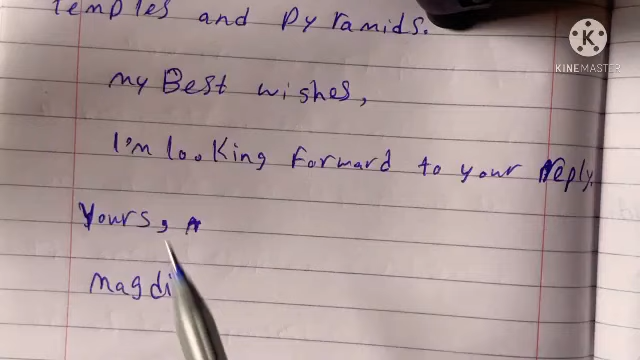 temples and pyramids.
my Best wishes,
I'm looking forward to your reply.
Yours,
magdi
KINEMASTER